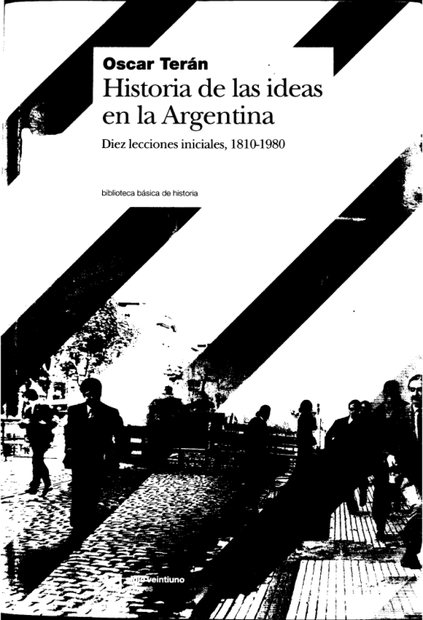 Oscar Terán
Historia de las ideas
en la Argentina
Diez lecciones iniciales, 1810-1980
biblioteca básica de historia
veintiuno